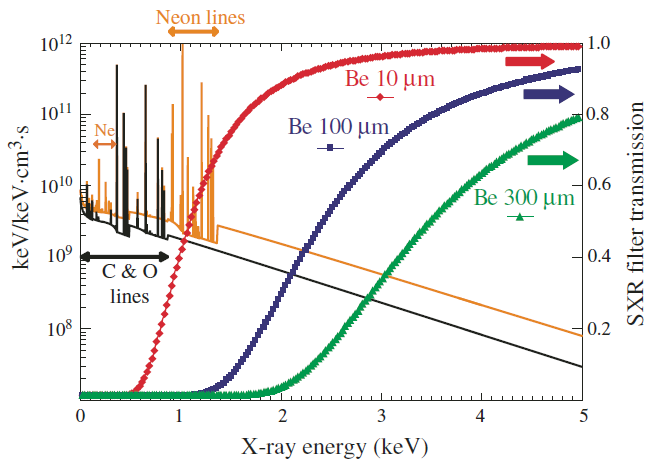 Neon lines
10¹²
10¹¹
10¹⁰
10⁹
10⁸
keV/keV·cm³·s
Ne
C & O
lines
Be 10 μm
Be 100 μm
Be 300 μm
1.0
0.8
0.6
0.4
0.2
SXR filter transmission
0 1 2 3 4 5
X-ray energy (keV)